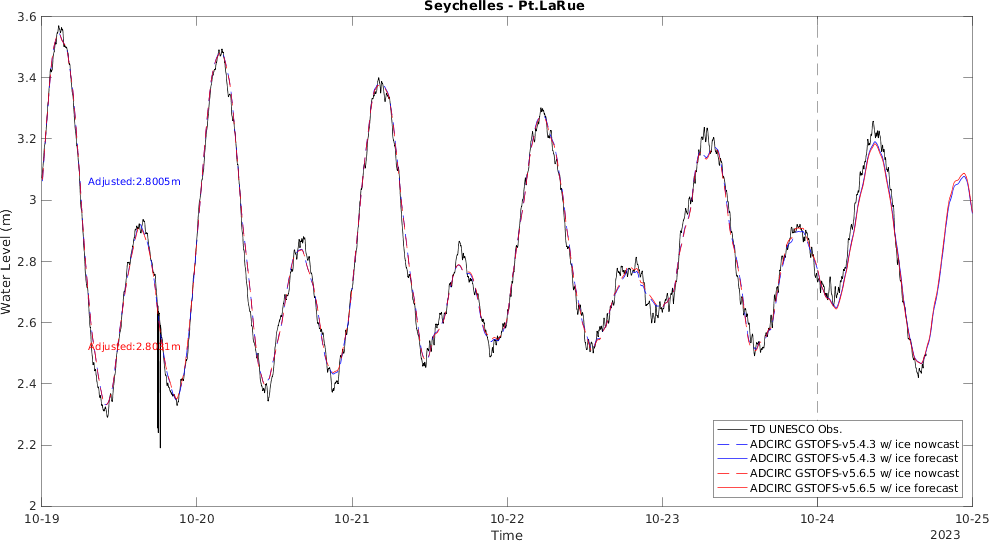 Seychelles - Pt.LaRue
3.6
3.4
3.2
3
2.8
2.6
2.4
2.2
2
Water Level (m)
Adjusted:2.8005m
TD UNESCO Obs.
ADCIRC GSTOFS-v5.4.3 w/ ice nowcast
ADCIRC GSTOFS-v5.4.3 w/ ice forecast
ADCIRC GSTOFS-v5.6.5 w/ ice nowcast
ADCIRC GSTOFS-v5.6.5 w/ ice forecast
10-19
10-20
10-21
10-22
10-23
10-24
10-25
Time
2023